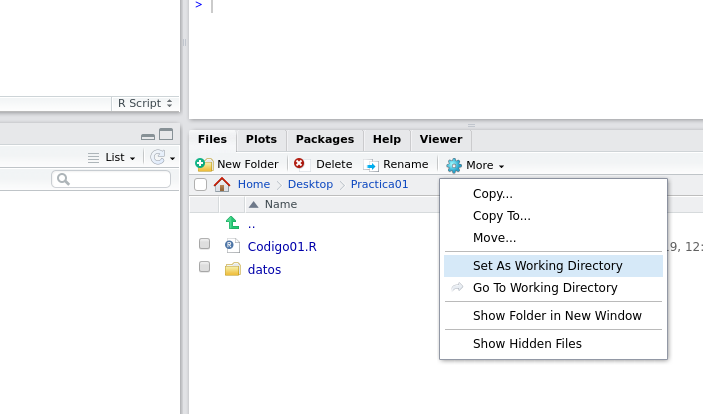 >
R Script
Files Plots Packages Help Viewer
List
New Folder Delete Rename More
Home Desktop Practica01
Name
Copy...
Copy To...
Move...
Set As Working Directory
Go To Working Directory
Show Folder in New Window
Show Hidden Files
..
Codigo01.R 9, 12:
datos